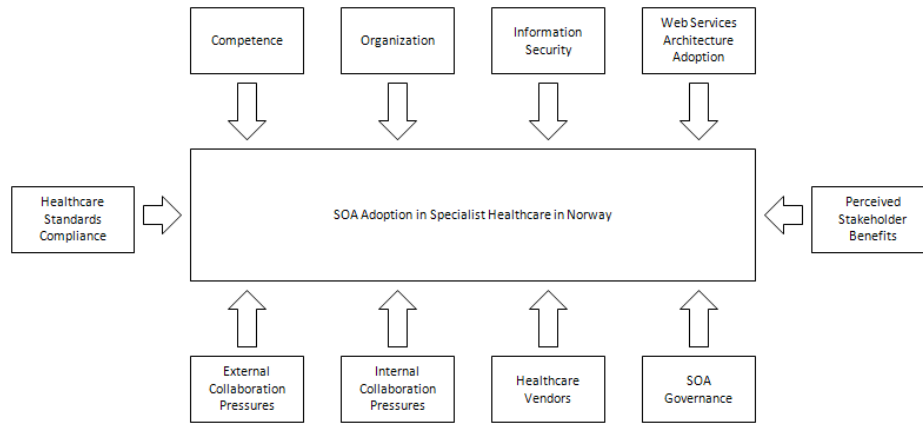 Competence
Organization
Information
Security
Web Services
Architecture
Adoption
Healthcare
Standards
Compliance
SOA Adoption in Specialist Healthcare in Norway
Perceived
Stakeholder
Benefits
External
Collaboration
Pressures
Internal
Collaboration
Pressures
Healthcare
Vendors
SOA
Governance